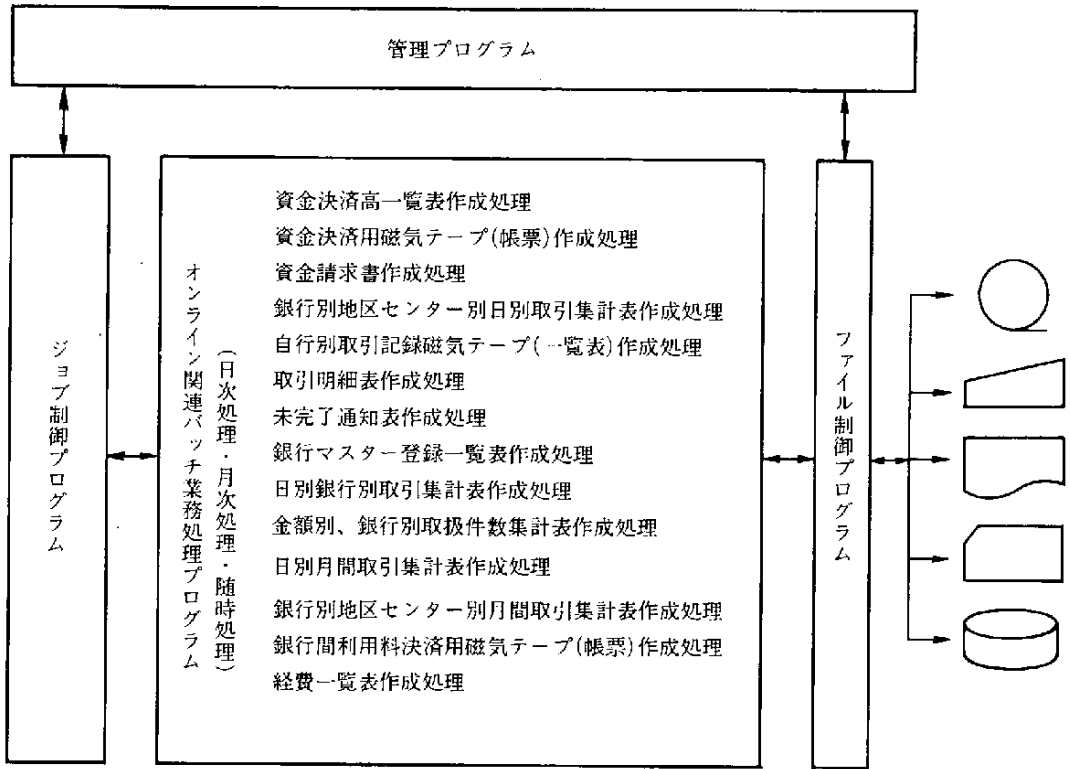 管理プログラム
ジョブ制御プログラム
オンライン関連バッチ業務処理プログラム
(日次処理・月次処理・随時処理)
資金決済高一覧表作成処理
資金決済用磁気テープ(帳票)作成処理
資金請求書作成処理
銀行別地区センター別日別取引集計表作成処理
自行別取引記録磁気テープ(一覧表)作成処理
取引明細表作成処理
未完了通知表作成処理
銀行マスター登録一覧表作成処理
日別銀行別取引集計表作成処理
金額別、銀行別取扱件数集計表作成処理
日別月間取引集計表作成処理
銀行別地区センター別月間取引集計表作成処理
銀行間利用料決済用磁気テープ(帳票)作成処理
経費一覧表作成処理
ファイル制御プログラム